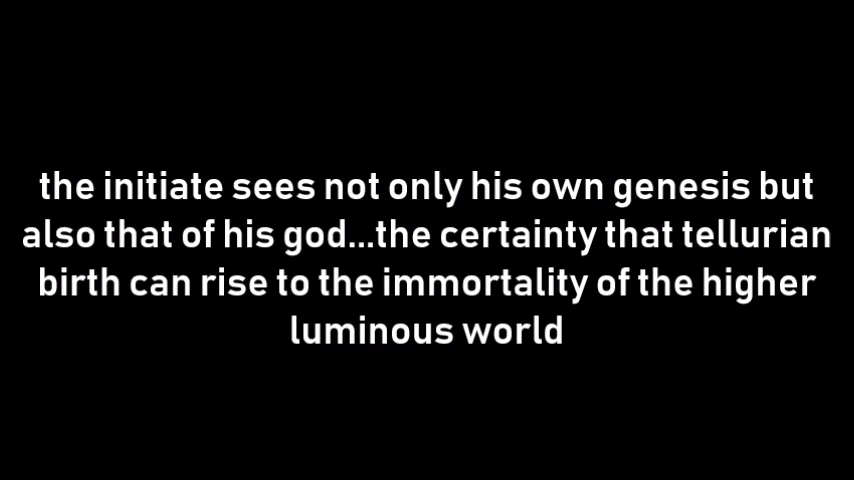 the initiate sees not only his own genesis but
also that of his god...the certainty that tellurian
birth can rise to the immortality of the higher
luminous world